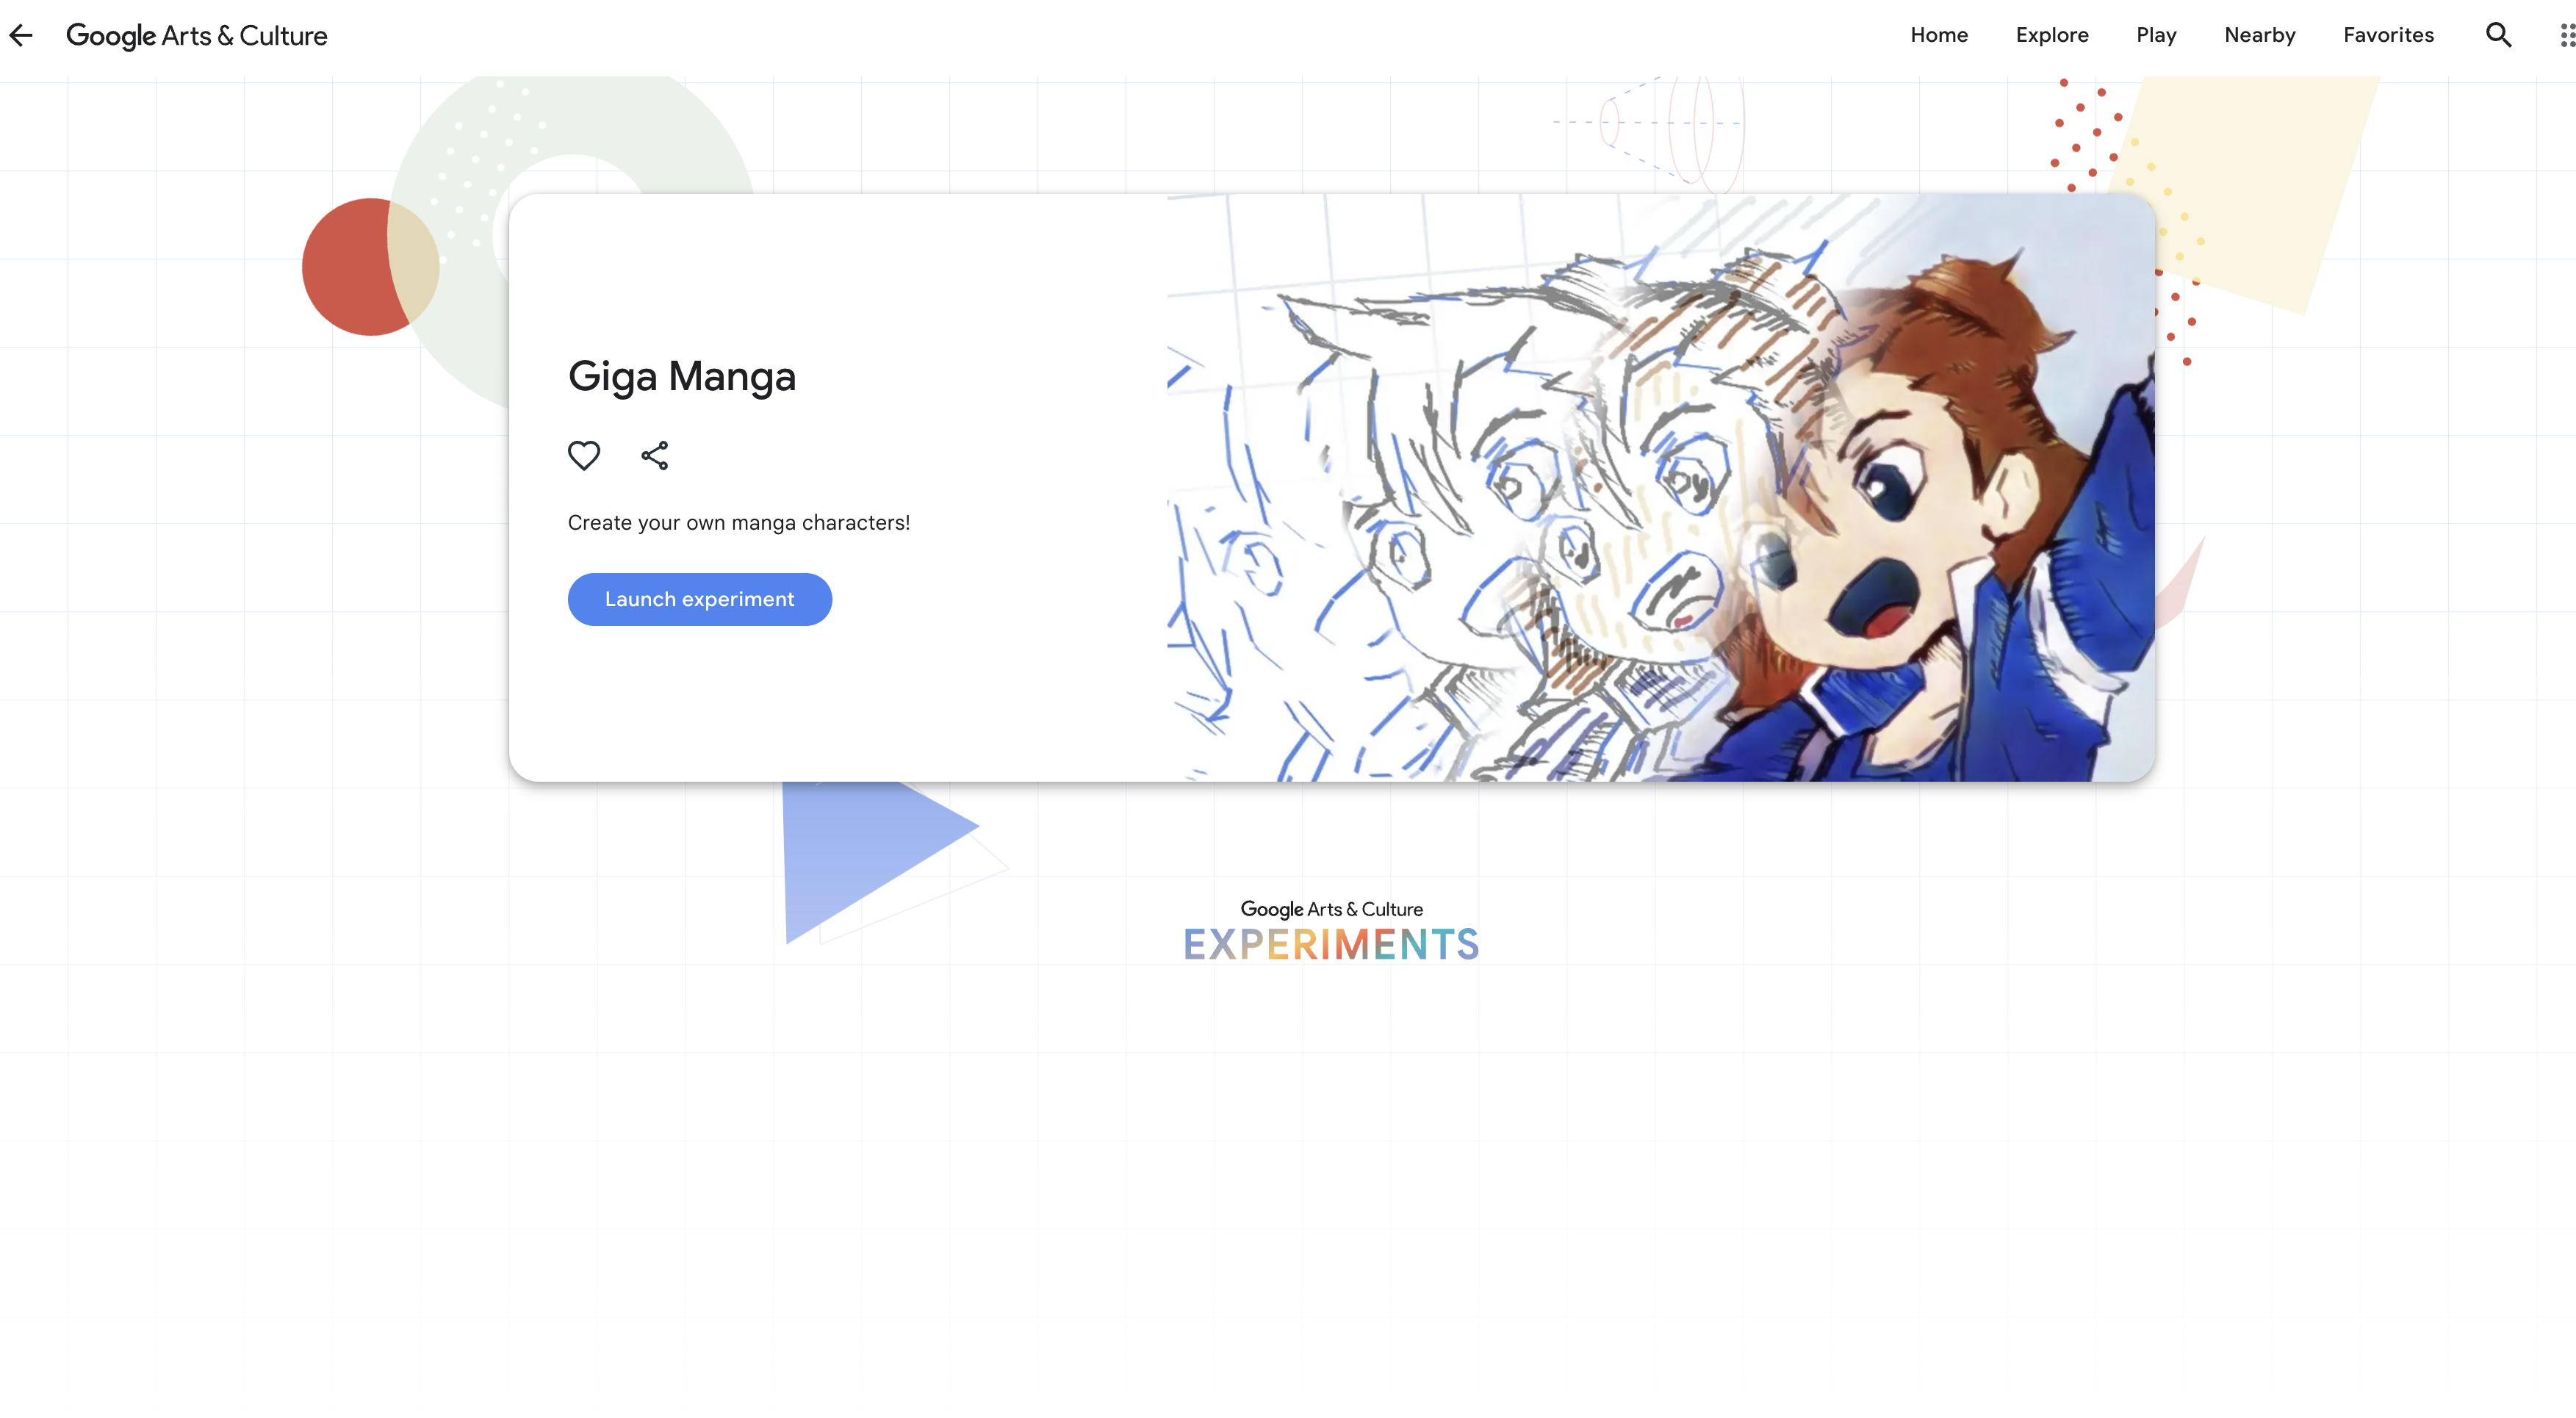 Google Arts & Culture
Home Explore Play Nearby Favorites
Giga Manga
Create your own manga characters!
Launch experiment
Google Arts & Culture
EXPERIMENTS